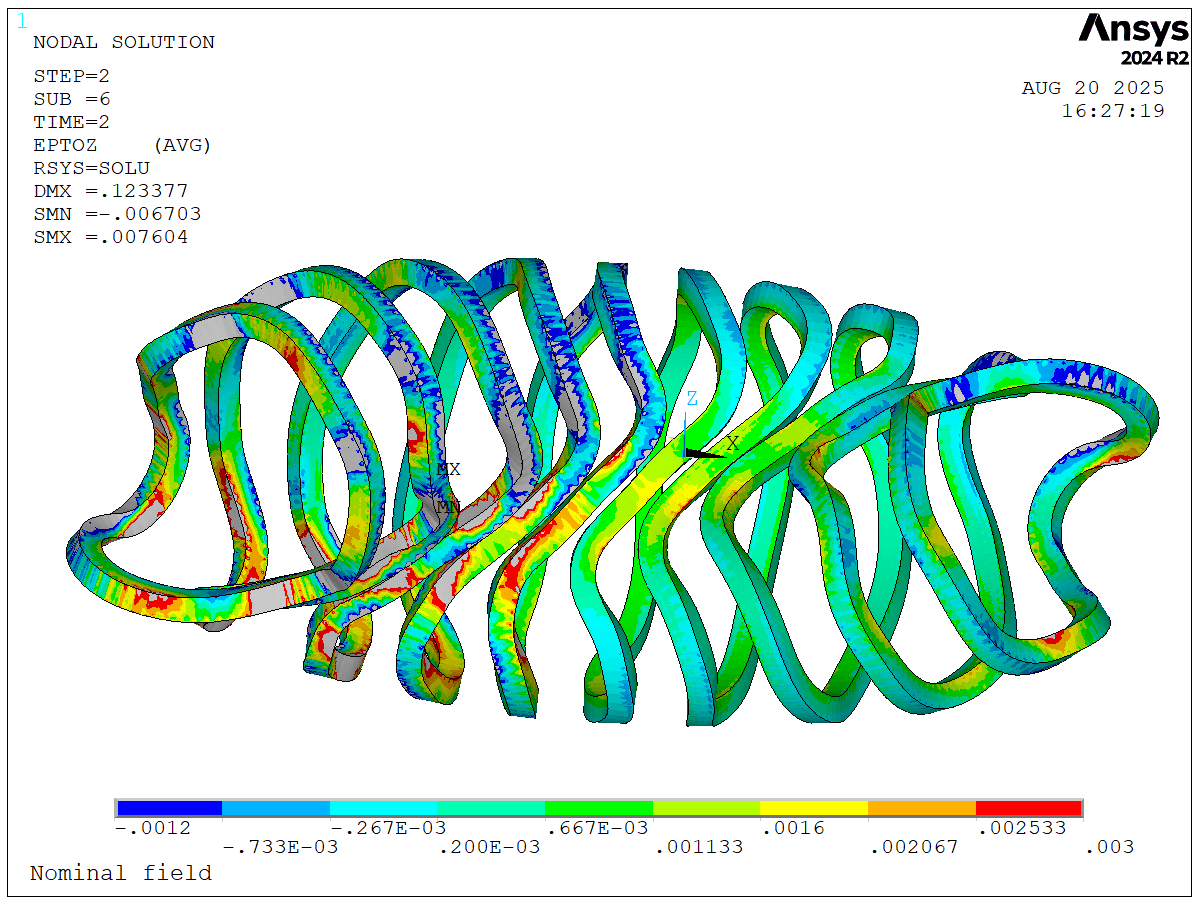 1
NODAL SOLUTION
STEP=2
SUB =6
TIME=2
EPTOZ (AVG)
RSYS=SOLU
DMX =.123377
SMN =-.006703
SMX =.007604
Ansys
2024 R2
AUG 20 2025
16:27:19
Z
X
MX
MN
-.0012
-.733E-03
-.267E-03
.200E-03
.667E-03
.001133
.0016
.002067
.002533
.003
Nominal field